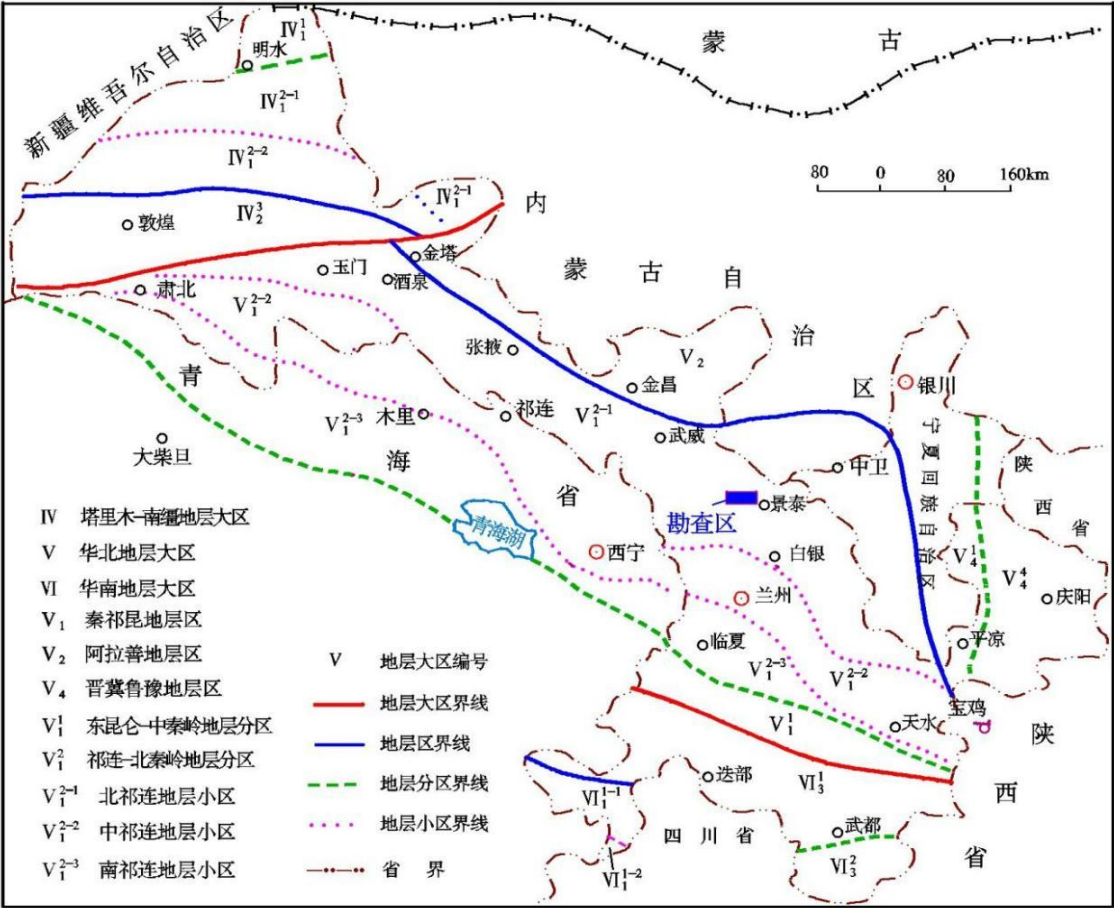 新疆维吾尔自治区
蒙 古
Ⅳ₁¹
明水
Ⅳ₁²⁻¹
Ⅳ₁²⁻²
Ⅳ₁²⁻¹
80 0 80 160km
Ⅳ₂³
敦煌
内蒙古自治区
金塔
玉门
酒泉
肃北
Ⅴ₁²⁻²
张掖
Ⅴ₂
金昌
银川
青海省
木里
祁连
Ⅴ₁²⁻³
Ⅴ₁²⁻¹
武威
宁夏回族自治区
大柴旦
中卫
陕西省
景泰
勘查区
青海湖
西宁
白银
Ⅴ₄¹
Ⅴ₄⁴
兰州
庆阳
临夏
平凉
Ⅴ₁²⁻³
Ⅴ₁²⁻²
宝鸡
Ⅴ₁¹
天水
陕西省
迭部
Ⅵ₃¹
Ⅵ₁¹⁻¹
四川省
武都
Ⅵ₁¹⁻²
Ⅵ₃²
Ⅳ 塔里木-南疆地层大区
Ⅴ 华北地层大区
Ⅵ 华南地层大区
Ⅴ₁ 秦祁昆地层区
Ⅴ₂ 阿拉善地层区
Ⅴ₄ 晋冀鲁豫地层区
Ⅴ₁¹ 东昆仑-中秦岭地层分区
Ⅴ₁² 祁连-北秦岭地层分区
Ⅴ₁²⁻¹ 北祁连地层小区
Ⅴ₁²⁻² 中祁连地层小区
Ⅴ₁²⁻³ 南祁连地层小区
Ⅴ 地层大区编号
地层大区界线
地层区界线
地层分区界线
地层小区界线
省 界